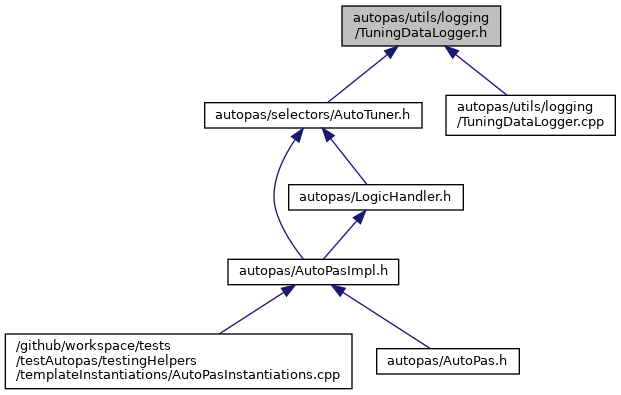 autopas/utils/logging
/TuningDataLogger.h
autopas/selectors/AutoTuner.h
autopas/utils/logging
/TuningDataLogger.cpp
autopas/LogicHandler.h
autopas/AutoPasImpl.h
/github/workspace/tests
/testAutopas/testingHelpers
/templateInstantiations/AutoPasInstantiations.cpp
autopas/AutoPas.h